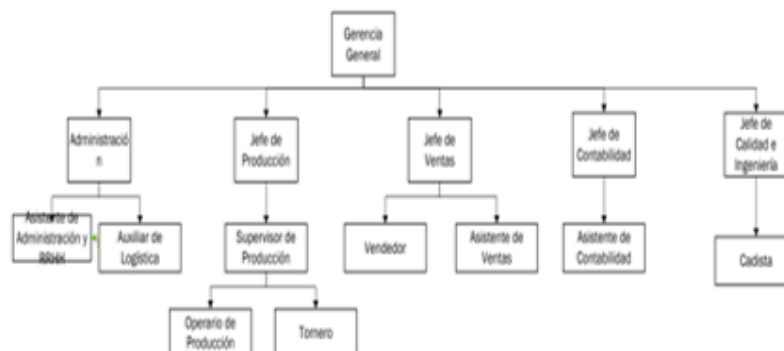 Gerencia
General
Administració
n
Jefe de
Producción
Jefe de
Ventas
Jefe de
Contabilidad
Jefe de
Calidad e
Ingeniería
Asistente de
Administración y
RRHH
Auxiliar de
Logística
Supervisor de
Producción
Vendedor
Asistente de
Ventas
Asistente de
Contabilidad
Cadista
Operario de
Producción
Tornero